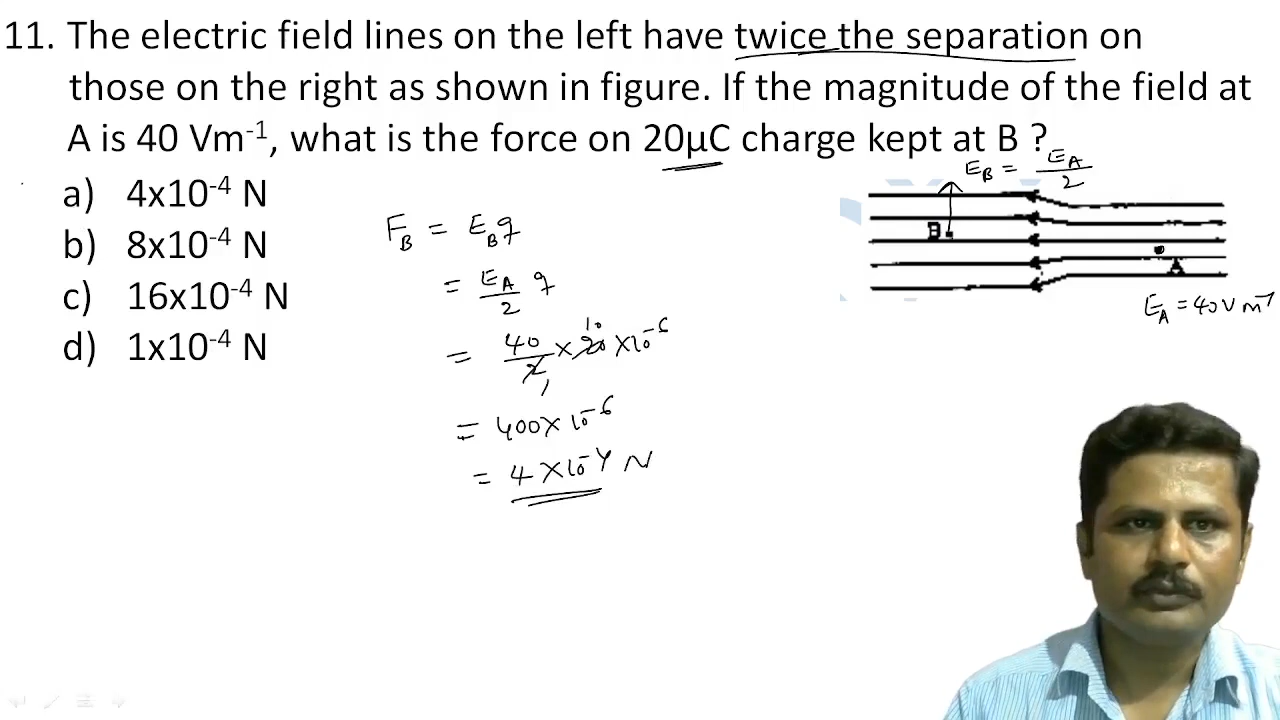 11. The electric field lines on the left have twice the separation on
those on the right as shown in figure. If the magnitude of the field at
A is 40 Vm⁻¹, what is the force on 20μC charge kept at B ?
a) 4x10⁻⁴ N
b) 8x10⁻⁴ N
c) 16x10⁻⁴ N
d) 1x10⁻⁴ N
F_B = E_B q
= E_A/2 q
= 40/2 1 × 20 10 × 10⁻⁶
= 400 × 10⁻⁶
= 4 × 10⁻⁴ N
E_B = E_A/2
B
A
E_A = 40 V m⁻¹